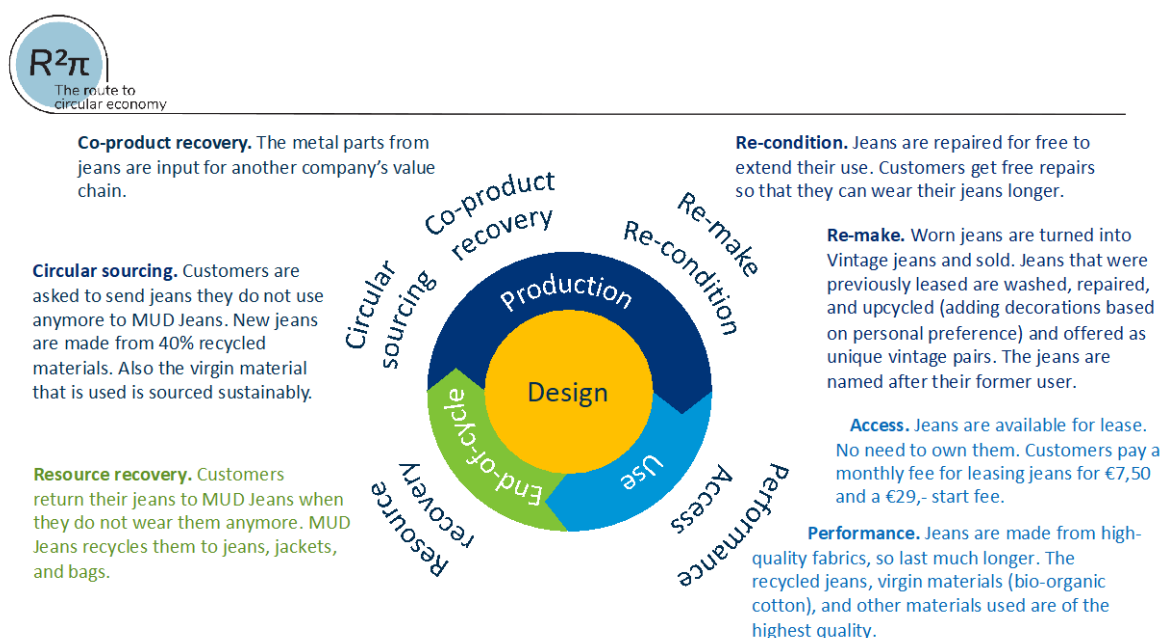 R²π
The route to
circular economy
Co-product recovery. The metal parts from
jeans are input for another company's value
chain.
Re-condition. Jeans are repaired for free to
extend their use. Customers get free repairs
so that they can wear their jeans longer.
Circular sourcing. Customers are
asked to send jeans they do not use
anymore to MUD Jeans. New jeans
are made from 40% recycled
materials. Also the virgin material
that is used is sourced sustainably.
Re-make. Worn jeans are turned into
Vintage jeans and sold. Jeans that were
previously leased are washed, repaired,
and upcycled (adding decorations based
on personal preference) and offered as
unique vintage pairs. The jeans are
named after their former user.
Resource recovery. Customers
return their jeans to MUD Jeans when
they do not wear them anymore. MUD
Jeans recycles them to jeans, jackets,
and bags.
Access. Jeans are available for lease.
No need to own them. Customers pay a
monthly fee for leasing jeans for €7,50
and a €29,- start fee.
Performance. Jeans are made from high-
quality fabrics, so last much longer. The
recycled jeans, virgin materials (bio-organic
cotton), and other materials used are of the
highest quality.
Circular
sourcing
Co-product
recovery
Re-make
Re-condition
Production
Design
End-of-cycle
Use
Resource
recovery
Access
Performance